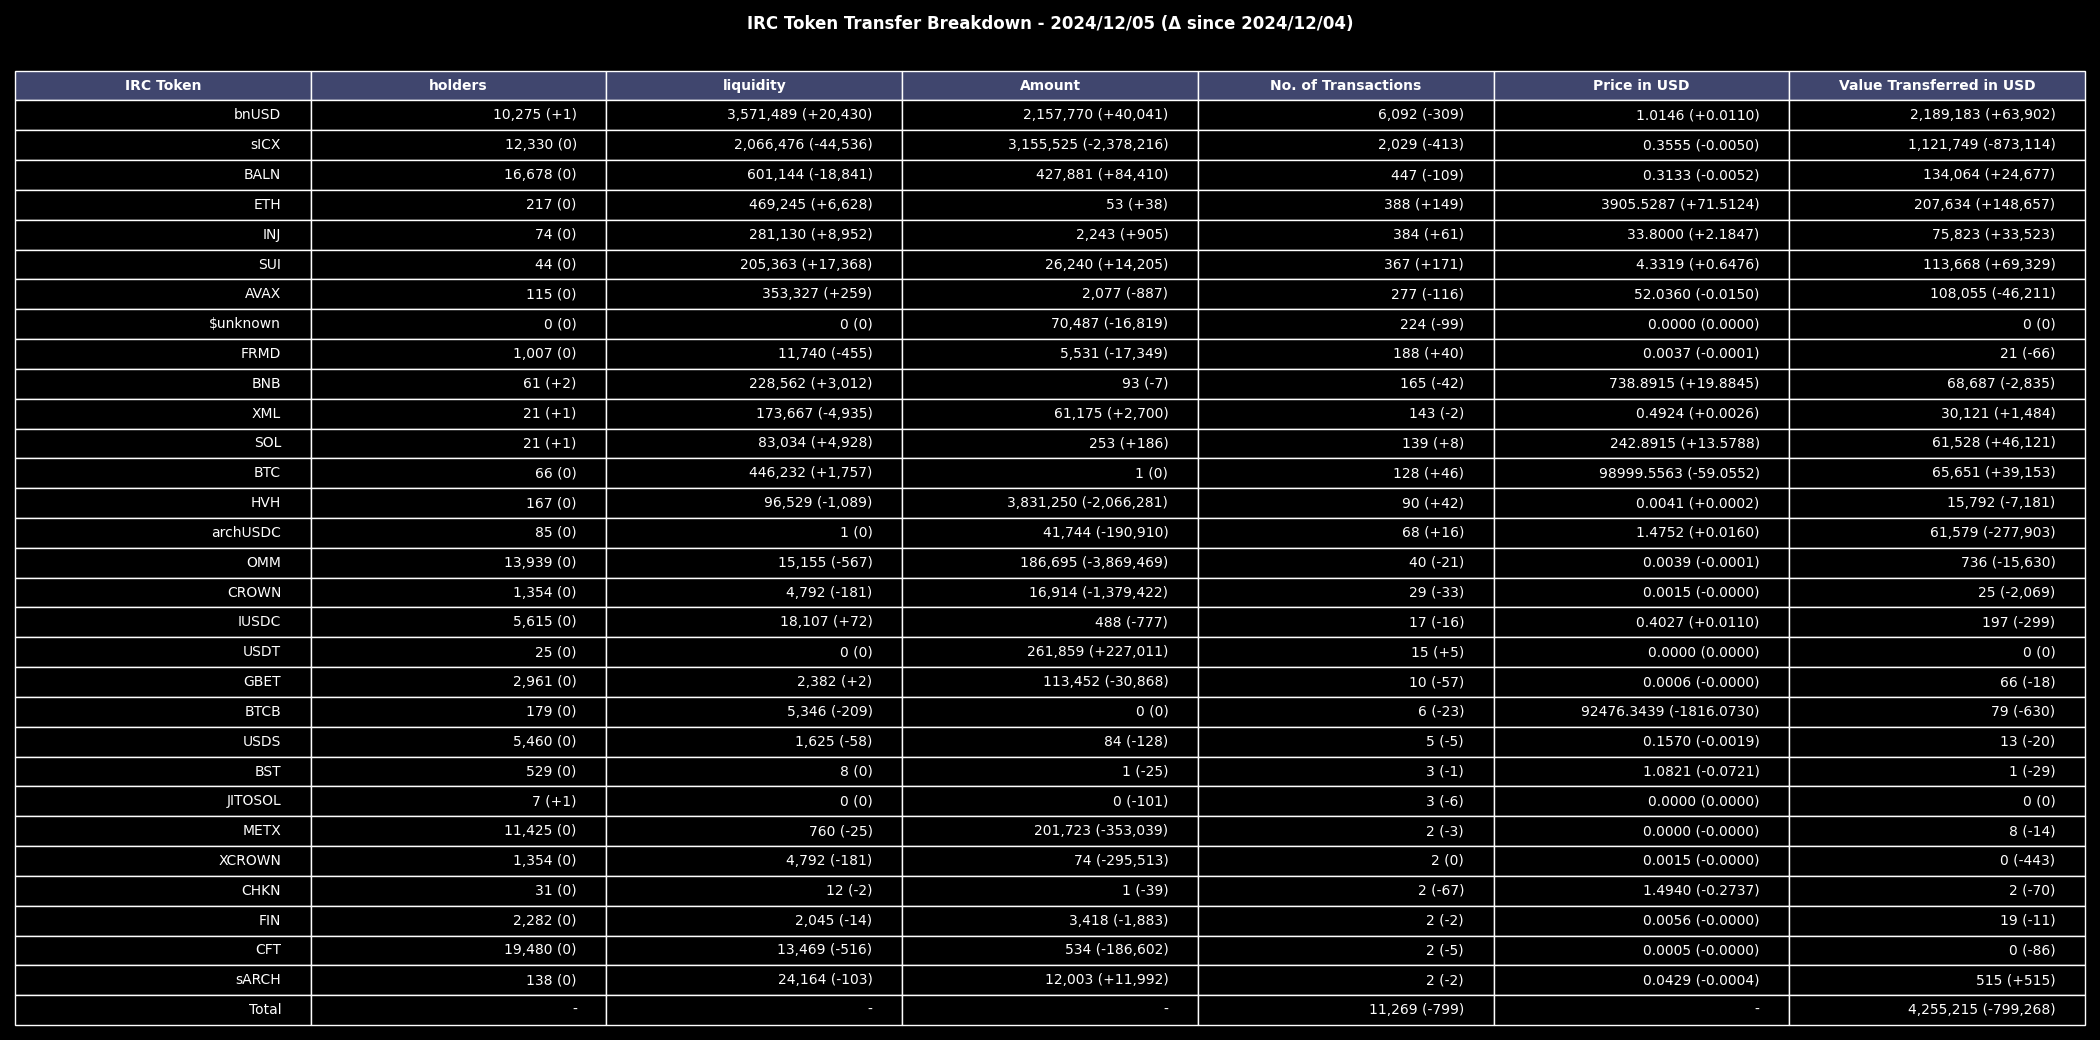 IRC Token Transfer Breakdown - 2024/12/05 (Δ since 2024/12/04)
IRC Token holders liquidity Amount No. of Transactions Price in USD Value Transferred in USD
bnUSD 10,275 (+1) 3,571,489 (+20,430) 2,157,770 (+40,041) 6,092 (-309) 1.0146 (+0.0110) 2,189,183 (+63,902)
sICX 12,330 (0) 2,066,476 (-44,536) 3,155,525 (-2,378,216) 2,029 (-413) 0.3555 (-0.0050) 1,121,749 (-873,114)
BALN 16,678 (0) 601,144 (-18,841) 427,881 (+84,410) 447 (-109) 0.3133 (-0.0052) 134,064 (+24,677)
ETH 217 (0) 469,245 (+6,628) 53 (+38) 388 (+149) 3905.5287 (+71.5124) 207,634 (+148,657)
INJ 74 (0) 281,130 (+8,952) 2,243 (+905) 384 (+61) 33.8000 (+2.1847) 75,823 (+33,523)
SUI 44 (0) 205,363 (+17,368) 26,240 (+14,205) 367 (+171) 4.3319 (+0.6476) 113,668 (+69,329)
AVAX 115 (0) 353,327 (+259) 2,077 (-887) 277 (-116) 52.0360 (-0.0150) 108,055 (-46,211)
$unknown 0 (0) 0 (0) 70,487 (-16,819) 224 (-99) 0.0000 (0.0000) 0 (0)
FRMD 1,007 (0) 11,740 (-455) 5,531 (-17,349) 188 (+40) 0.0037 (-0.0001) 21 (-66)
BNB 61 (+2) 228,562 (+3,012) 93 (-7) 165 (-42) 738.8915 (+19.8845) 68,687 (-2,835)
XML 21 (+1) 173,667 (-4,935) 61,175 (+2,700) 143 (-2) 0.4924 (+0.0026) 30,121 (+1,484)
SOL 21 (+1) 83,034 (+4,928) 253 (+186) 139 (+8) 242.8915 (+13.5788) 61,528 (+46,121)
BTC 66 (0) 446,232 (+1,757) 1 (0) 128 (+46) 98999.5563 (-59.0552) 65,651 (+39,153)
HVH 167 (0) 96,529 (-1,089) 3,831,250 (-2,066,281) 90 (+42) 0.0041 (+0.0002) 15,792 (-7,181)
archUSDC 85 (0) 1 (0) 41,744 (-190,910) 68 (+16) 1.4752 (+0.0160) 61,579 (-277,903)
OMM 13,939 (0) 15,155 (-567) 186,695 (-3,869,469) 40 (-21) 0.0039 (-0.0001) 736 (-15,630)
CROWN 1,354 (0) 4,792 (-181) 16,914 (-1,379,422) 29 (-33) 0.0015 (-0.0000) 25 (-2,069)
IUSDC 5,615 (0) 18,107 (+72) 488 (-777) 17 (-16) 0.4027 (+0.0110) 197 (-299)
USDT 25 (0) 0 (0) 261,859 (+227,011) 15 (+5) 0.0000 (0.0000) 0 (0)
GBET 2,961 (0) 2,382 (+2) 113,452 (-30,868) 10 (-57) 0.0006 (-0.0000) 66 (-18)
BTCB 179 (0) 5,346 (-209) 0 (0) 6 (-23) 92476.3439 (-1816.0730) 79 (-630)
USDS 5,460 (0) 1,625 (-58) 84 (-128) 5 (-5) 0.1570 (-0.0019) 13 (-20)
BST 529 (0) 8 (0) 1 (-25) 3 (-1) 1.0821 (-0.0721) 1 (-29)
JITOSOL 7 (+1) 0 (0) 0 (-101) 3 (-6) 0.0000 (0.0000) 0 (0)
METX 11,425 (0) 760 (-25) 201,723 (-353,039) 2 (-3) 0.0000 (-0.0000) 8 (-14)
XCROWN 1,354 (0) 4,792 (-181) 74 (-295,513) 2 (0) 0.0015 (-0.0000) 0 (-443)
CHKN 31 (0) 12 (-2) 1 (-39) 2 (-67) 1.4940 (-0.2737) 2 (-70)
FIN 2,282 (0) 2,045 (-14) 3,418 (-1,883) 2 (-2) 0.0056 (-0.0000) 19 (-11)
CFT 19,480 (0) 13,469 (-516) 534 (-186,602) 2 (-5) 0.0005 (-0.0000) 0 (-86)
sARCH 138 (0) 24,164 (-103) 12,003 (+11,992) 2 (-2) 0.0429 (-0.0004) 515 (+515)
Total - - - 11,269 (-799) - 4,255,215 (-799,268)